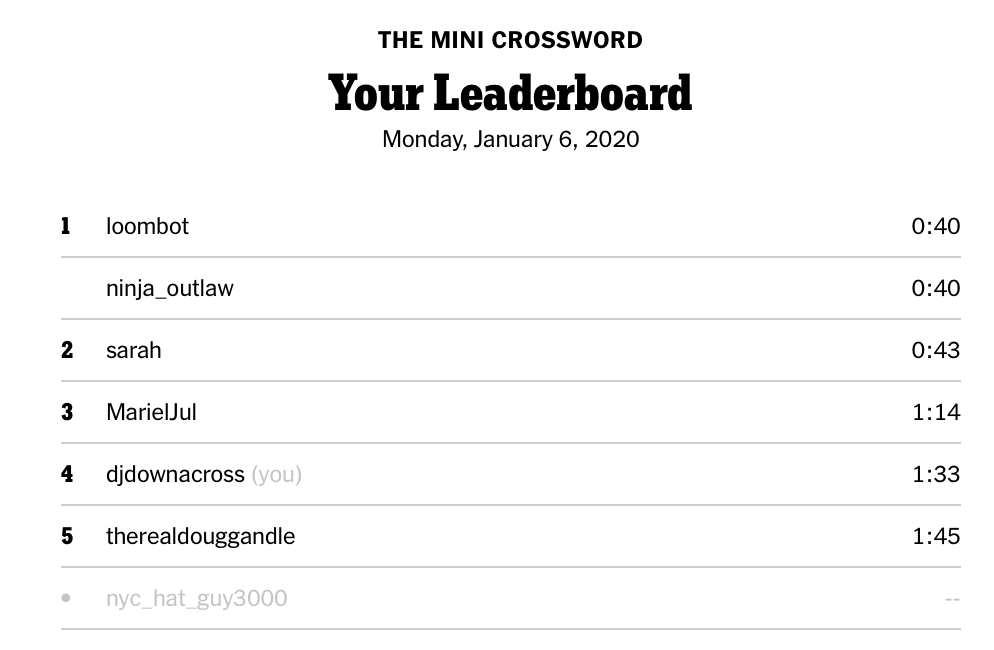 THE MINI CROSSWORD
Your Leaderboard
Monday, January 6, 2020
1 loombot 0:40
ninja_outlaw 0:40
2 sarah 0:43
3 MarielJul 1:14
4 djdownacross (you) 1:33
5 therealdouggandle 1:45
• nyc_hat_guy3000 --